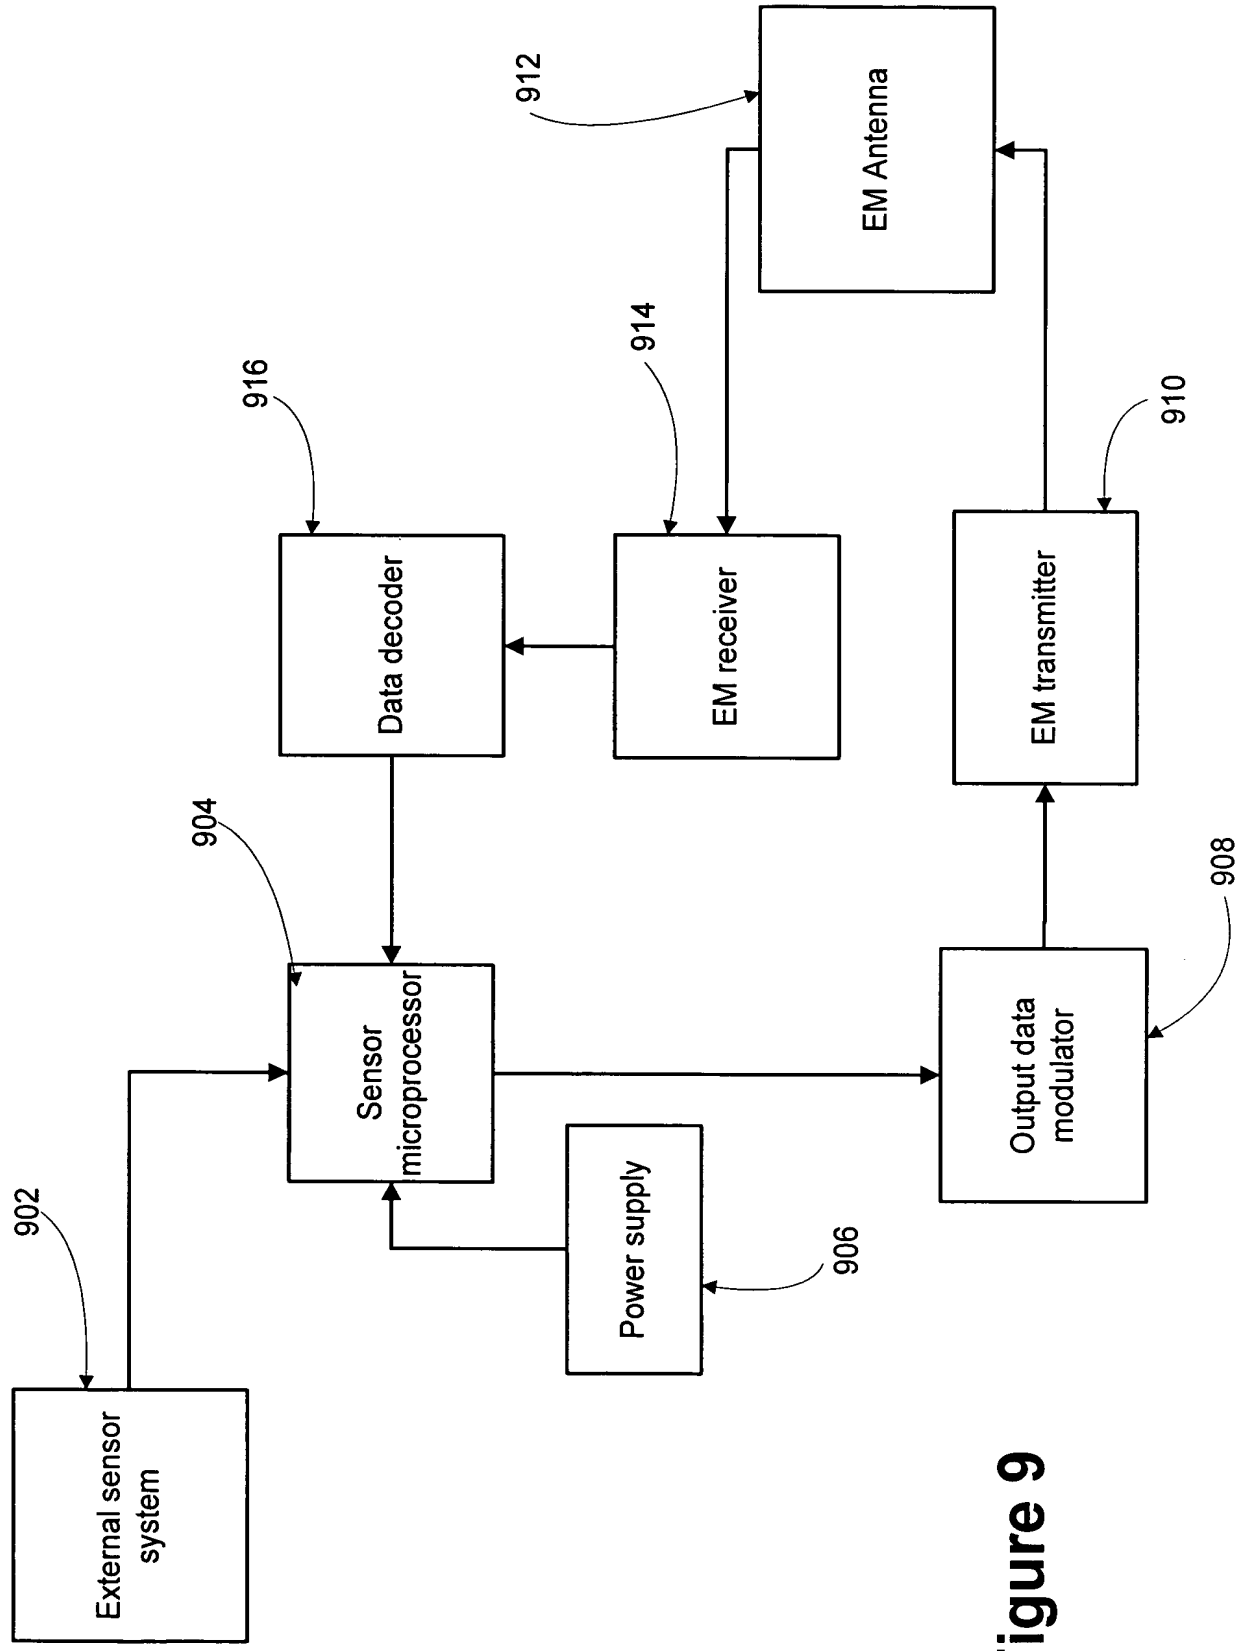 902
External sensor
system
904
Sensor
microprocessor
906
Power supply
916
Data decoder
914
EM receiver
912
EM Antenna
908
Output data
modulator
910
EM transmitter
igure 9